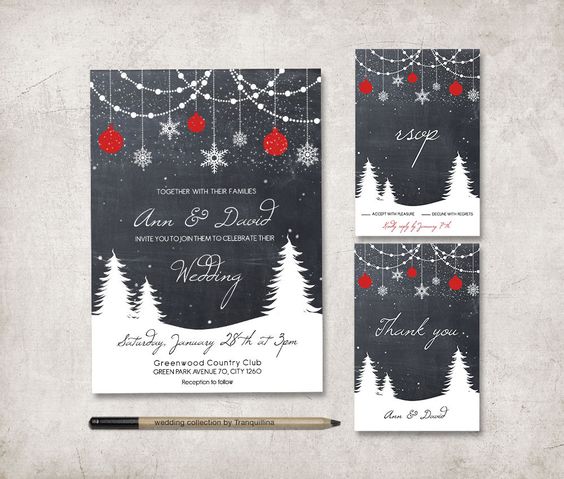 TOGETHER WITH THEIR FAMILIES
Ann & David
INVITE YOU TO JOIN THEM TO CELEBRATE THEIR
Wedding
Saturday, January 28th at 3pm
Greenwood Country Club
GREEN PARK AVENUE 70, CITY 1260
Reception to follow
rsvp
ACCEPT WITH PLEASURE
DECLINE WITH REGRETS
Kindly reply by January 7th
Thank you
Ann & David
wedding collection by Tranquillina